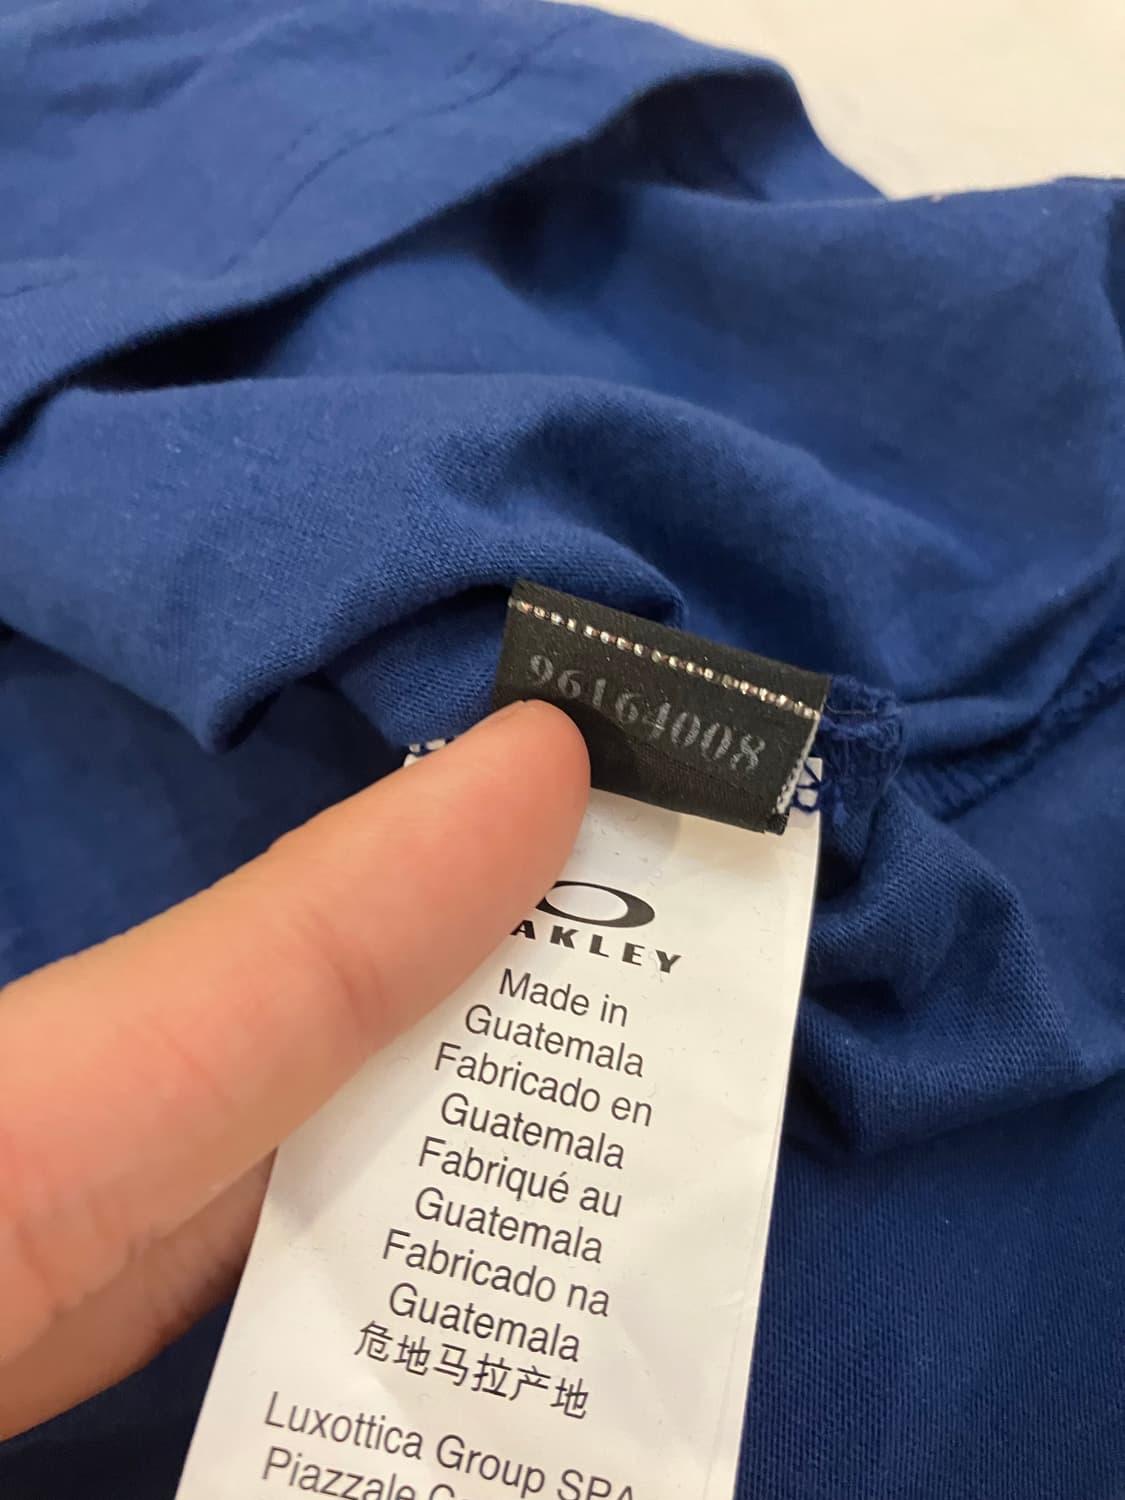 96164008
AKLEY
Made in
Guatemala
Fabricado en
Guatemala
Fabriqué au
Guatemala
Fabricado na
Guatemala
危地马拉产地
Luxottica Group SPA
Piazzale